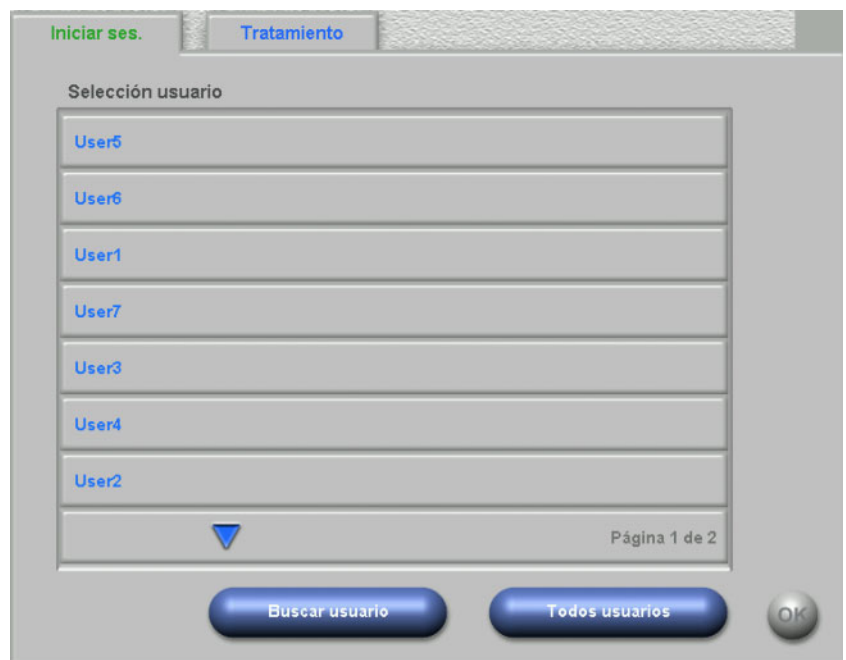 Iniciar ses.
Tratamiento
Selección usuario
User5
User6
User1
User7
User3
User4
User2
Página 1 de 2
Buscar usuario
Todos usuarios
OK